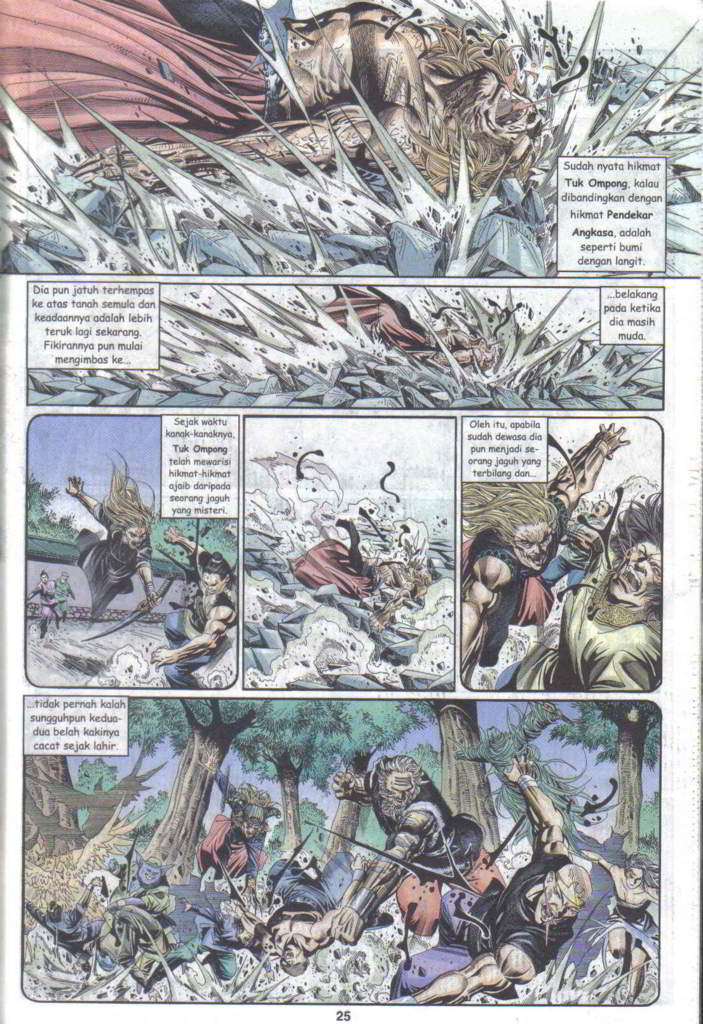 Sudah nyata hikmat
Tuk Ompong, kalau
dibandingkan dengan
hikmat Pendekar
Angkasa, adalah
seperti bumi
dengan langit.
Dia pun jatuh terhempas
ke atas tanah semula dan
keadaannya adalah lebih
teruk lagi sekarang.
Fikirannya pun mulai
mengimbas ke...
...belakang
pada ketika
dia masih
muda.
Sejak waktu
kanak-kanaknya,
Tuk Ompong
telah mewarisi
hikmat-hikmat
ajaib daripada
seorang jaguh
yang misteri.
Oleh itu, apabila
sudah dewasa dia
pun menjadi se-
orang jaguh yang
terbilang dan...
...tidak pernah kalah
sungguhpun kedua-
dua belah kakinya
cacat sejak lahir.
25